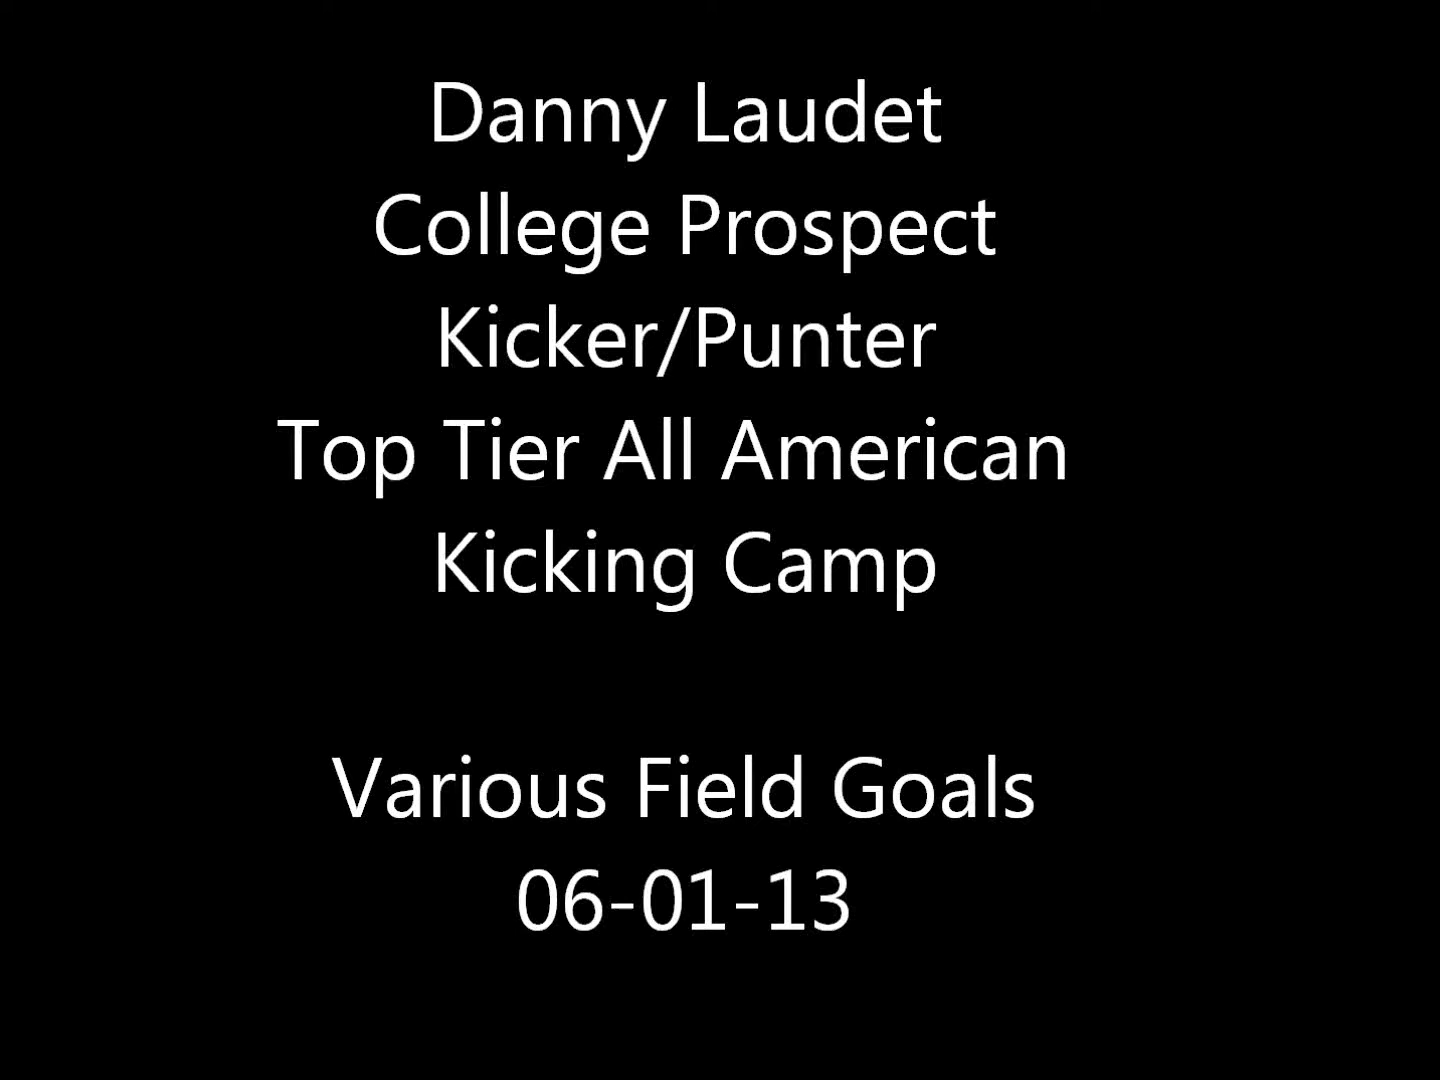 Danny Laudet
College Prospect
Kicker/Punter
Top Tier All American
Kicking Camp
Various Field Goals
06-01-13